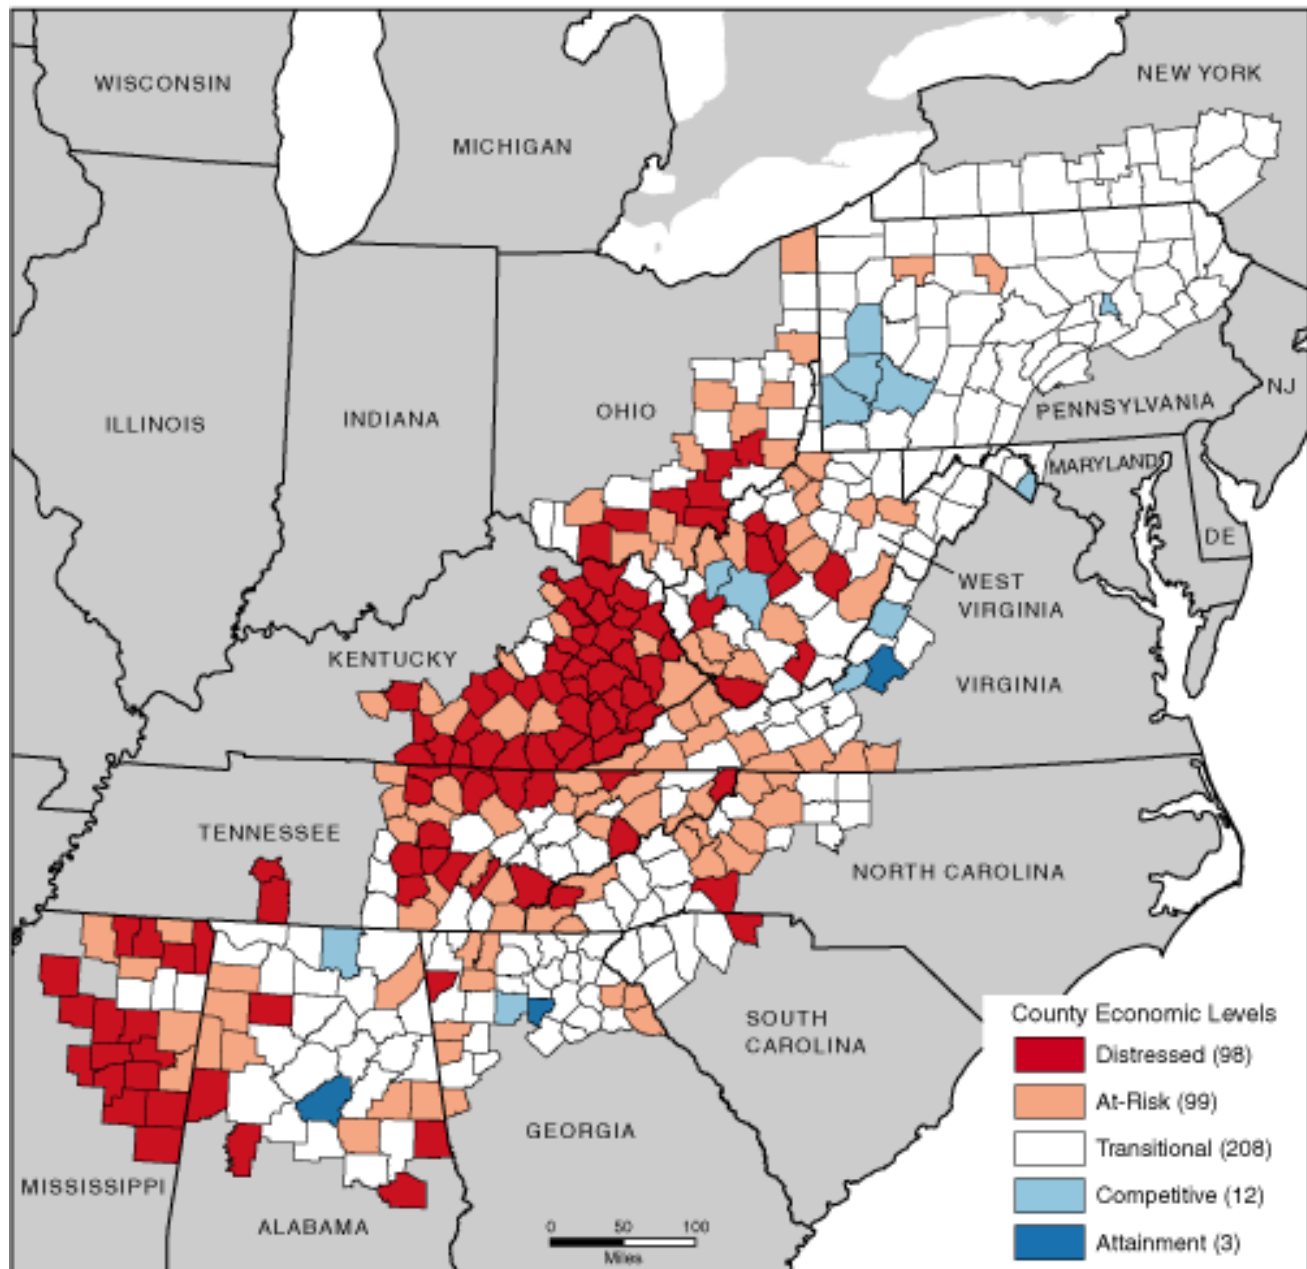 WISCONSIN
NEW YORK
MICHIGAN
ILLINOIS
INDIANA
OHIO
PENNSYLVANIA
NJ
MARYLAND
DE
WEST
VIRGINIA
KENTUCKY
VIRGINIA
TENNESSEE
NORTH CAROLINA
SOUTH
CAROLINA
GEORGIA
MISSISSIPPI
ALABAMA
0 50 100
Miles
County Economic Levels
Distressed (98)
At-Risk (99)
Transitional (208)
Competitive (12)
Attainment (3)